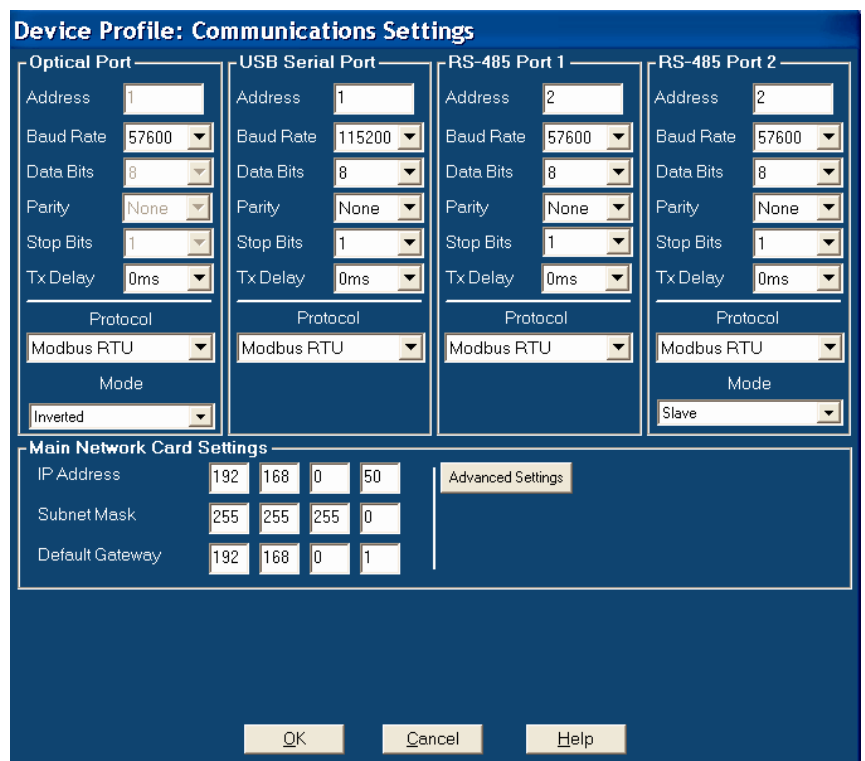 Device Profile: Communications Settings
Optical Port
Address 1
Baud Rate 57600
Data Bits 8
Parity None
Stop Bits 1
Tx Delay 0ms
Protocol
Modbus RTU
Mode
Inverted
USB Serial Port
Address 1
Baud Rate 115200
Data Bits 8
Parity None
Stop Bits 1
Tx Delay 0ms
Protocol
Modbus RTU
RS-485 Port 1
Address 2
Baud Rate 57600
Data Bits 8
Parity None
Stop Bits 1
Tx Delay 0ms
Protocol
Modbus RTU
RS-485 Port 2
Address 2
Baud Rate 57600
Data Bits 8
Parity None
Stop Bits 1
Tx Delay 0ms
Protocol
Modbus RTU
Mode
Slave
Main Network Card Settings
IP Address 192 168 0 50
Subnet Mask 255 255 255 0
Default Gateway 192 168 0 1
Advanced Settings
OK Cancel Help